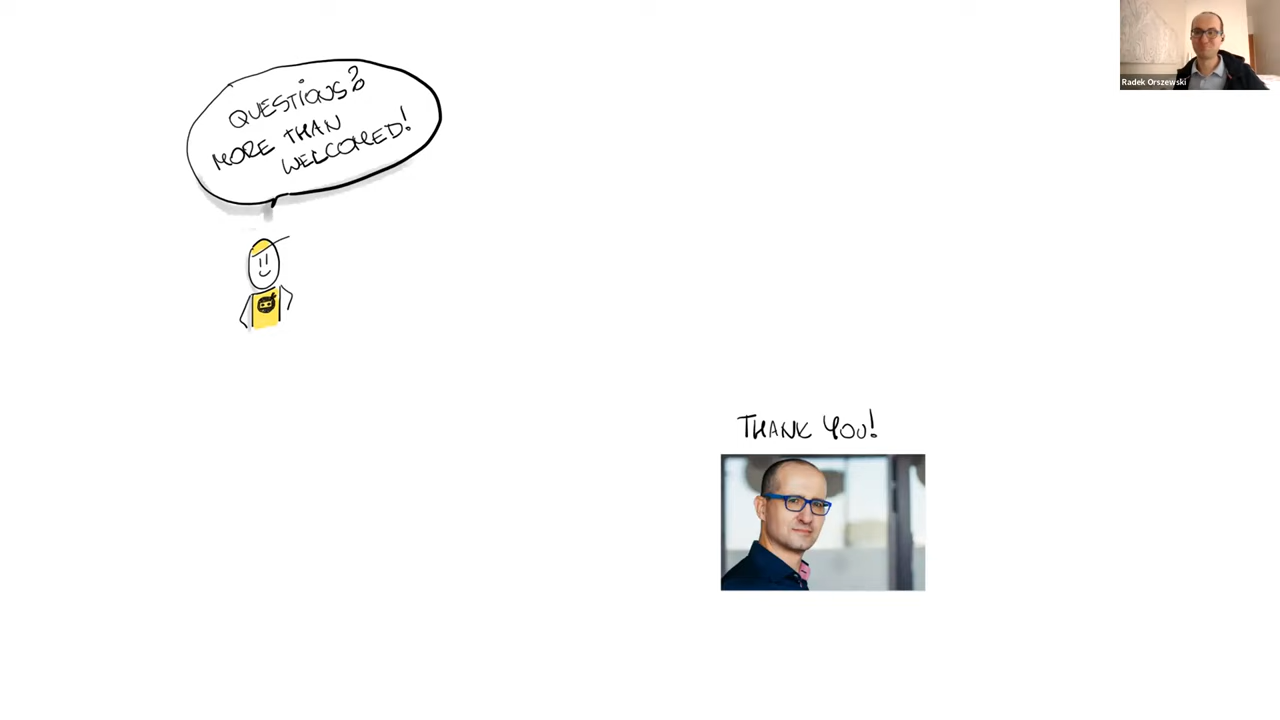 QUESTIONS?
MORE THAN
WELCOMED!
THANK YOU!
Radek Orszewski